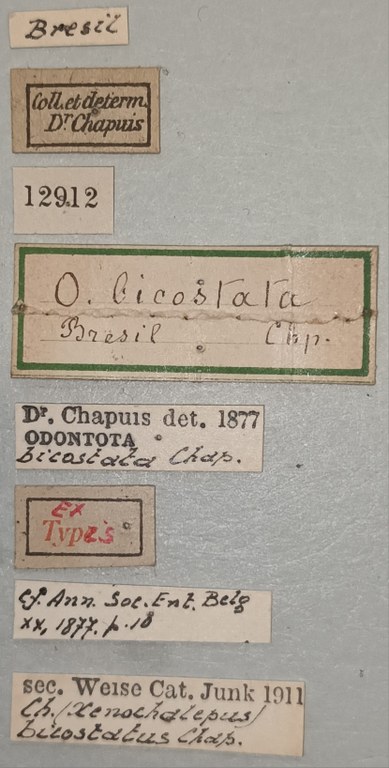 Bresil
Coll. et determ.
Dr Chapuis
12912
O. bicostata
Bresil Chp.
Dr. Chapuis det. 1877
ODONTOTA
bicostata Chap.
Ex
Types
cf. Ann. Soc. Ent. Belg
XX, 1877. p. 18
sec. Weise Cat. Junk 1911
Ch. (Xenochalepus)
bicostatus Chap.